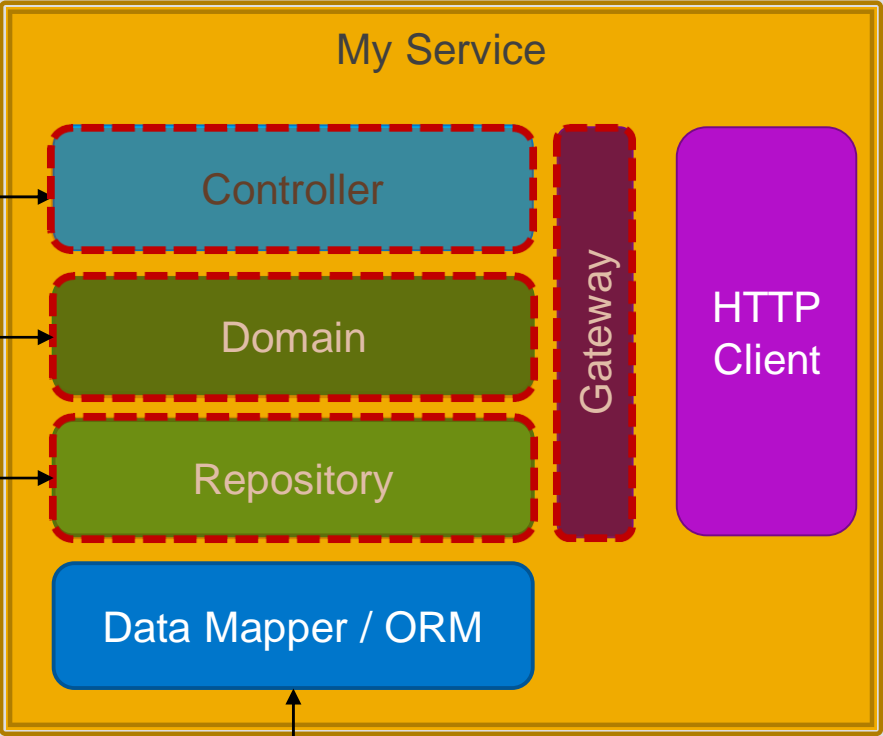 My Service
Controller
Domain
Repository
Data Mapper / ORM
Gateway
HTTP
Client